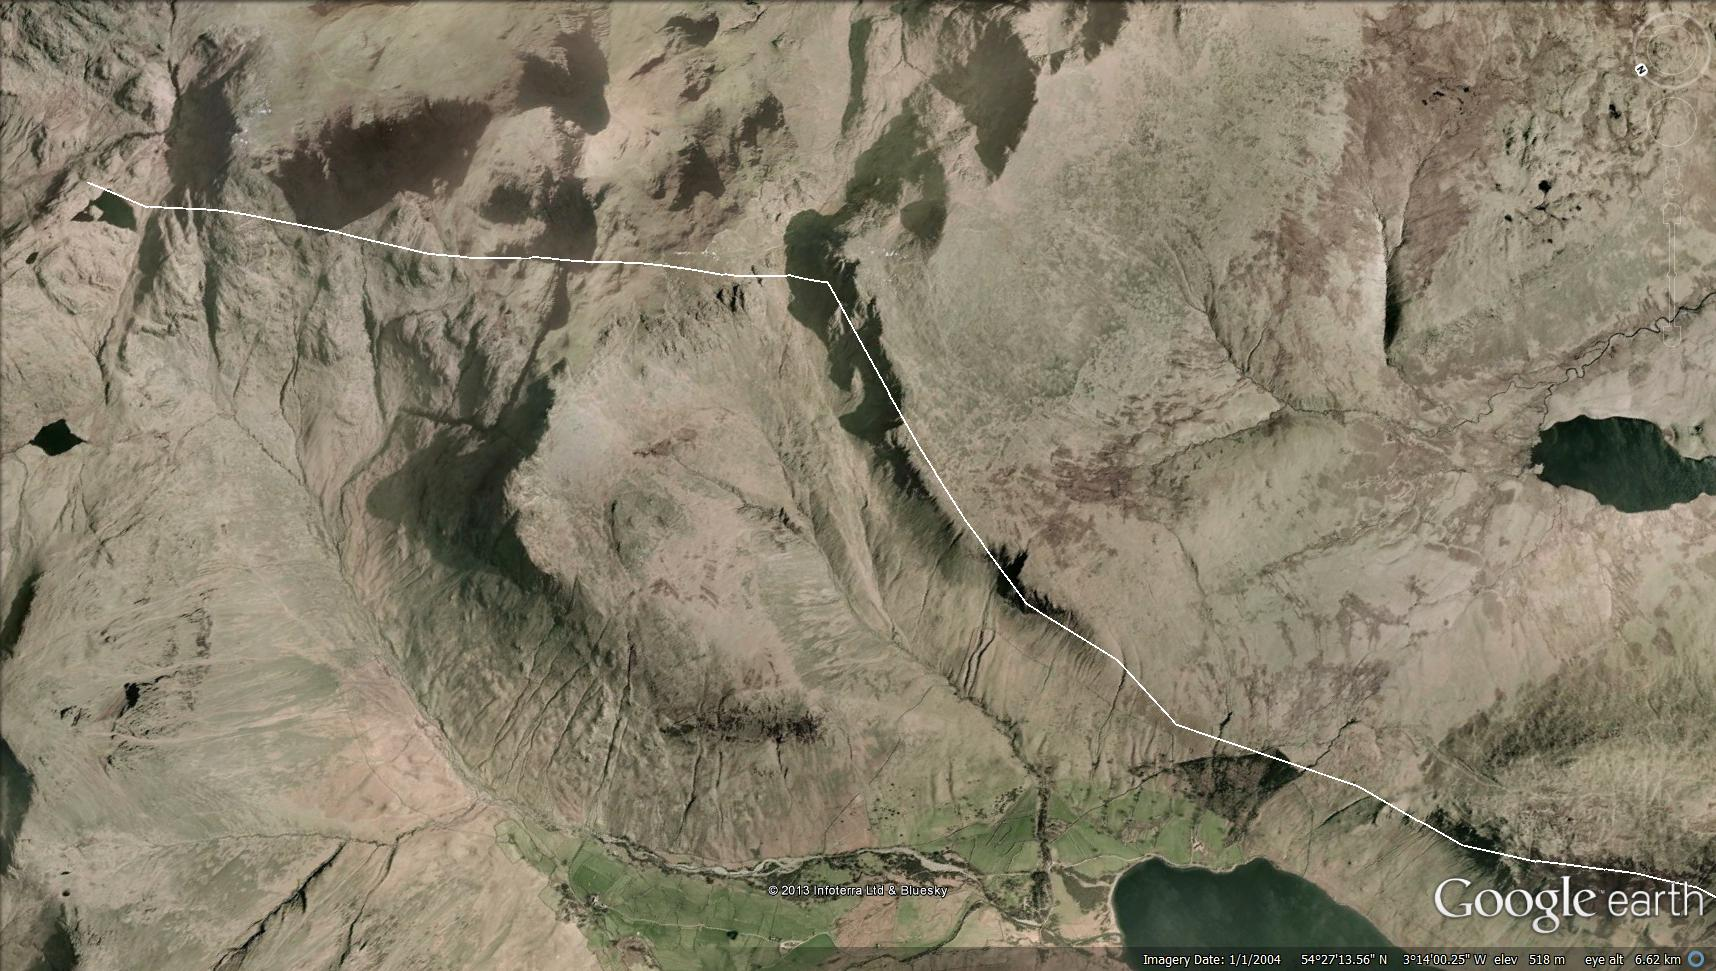 N
© 2013 Infoterra Ltd & Bluesky
Google earth
Imagery Date: 1/1/2004 54°27'13.56" N 3°14'00.25" W elev 518 m eye alt 6.62 km